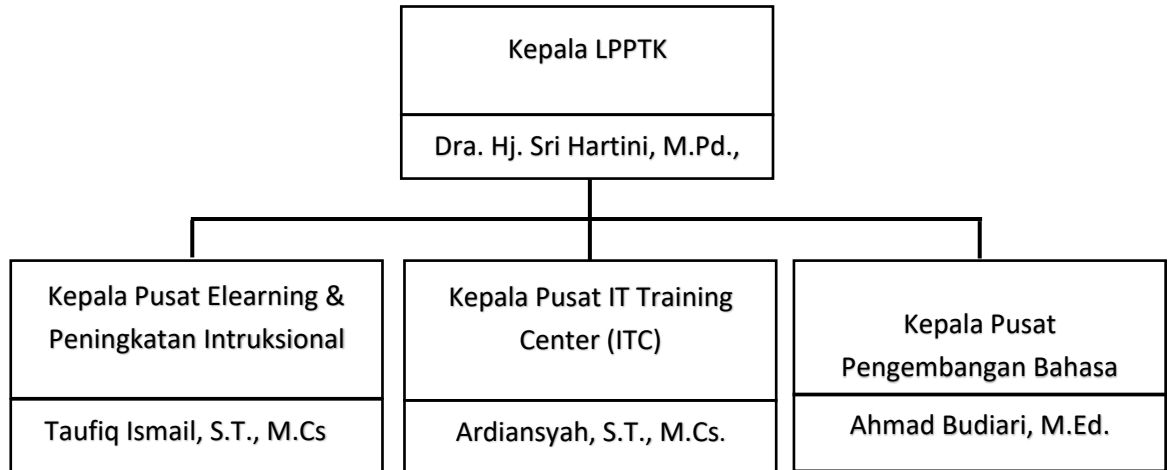 Kepala LPPTK
Dra. Hj. Sri Hartini, M.Pd.,
Kepala Pusat Elearning &
Peningkatan Intruksional
Taufiq Ismail, S.T., M.Cs
Kepala Pusat IT Training
Center (ITC)
Ardiansyah, S.T., M.Cs.
Kepala Pusat
Pengembangan Bahasa
Ahmad Budiari, M.Ed.